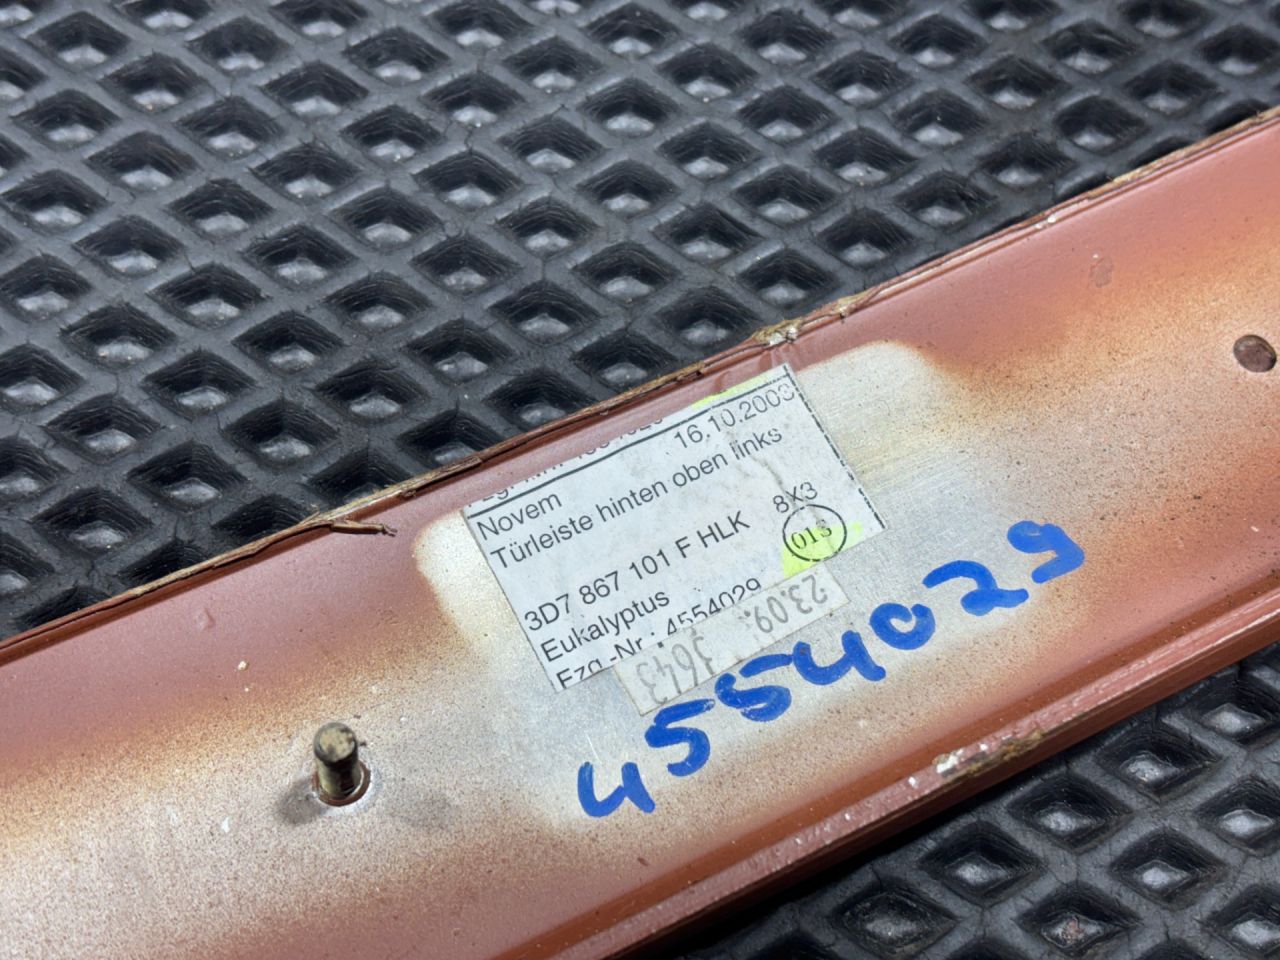 16.10.2003
Novem
Türleiste hinten oben links
3D7 867 101 F HLK 8X3
013
Eukalyptus
Fzg.-Nr.: 4554029
23.09.
3643
4554029